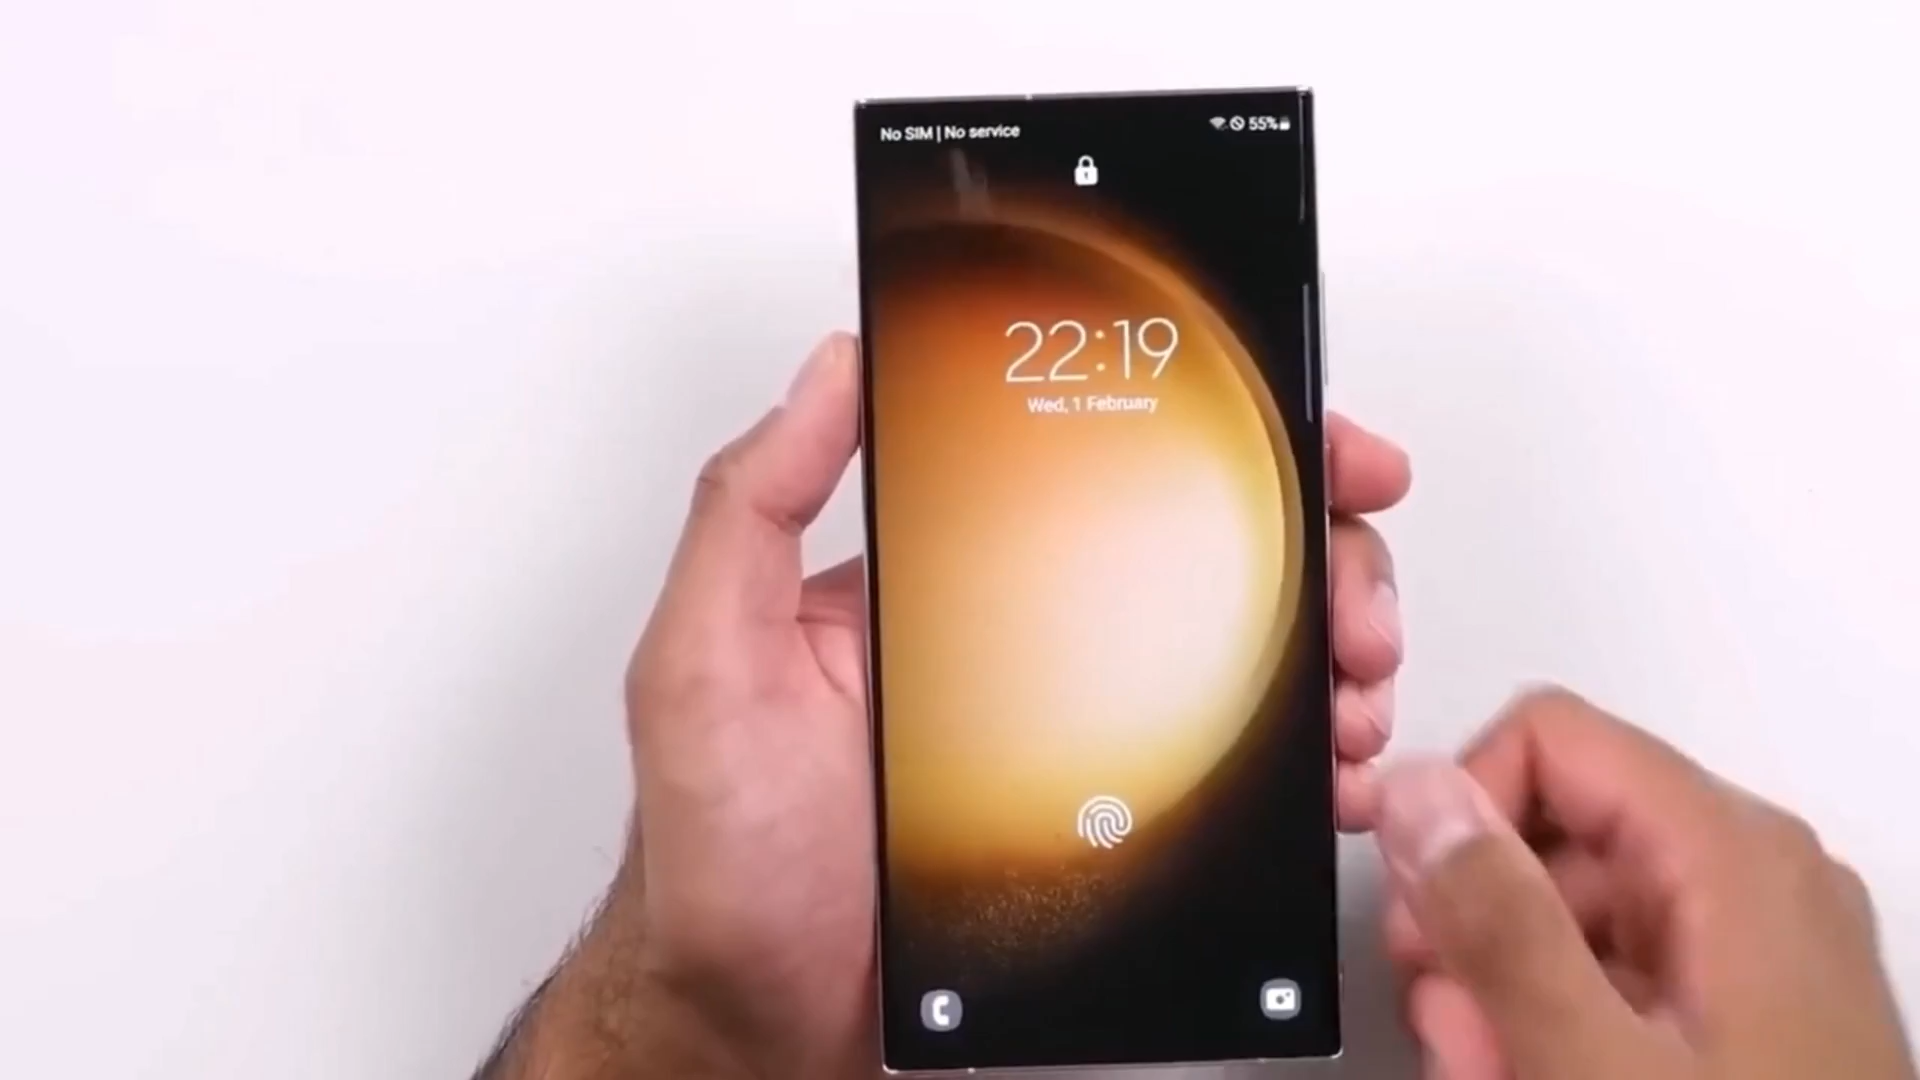 No SIM | No service
55%
22:19
Wed, 1 February